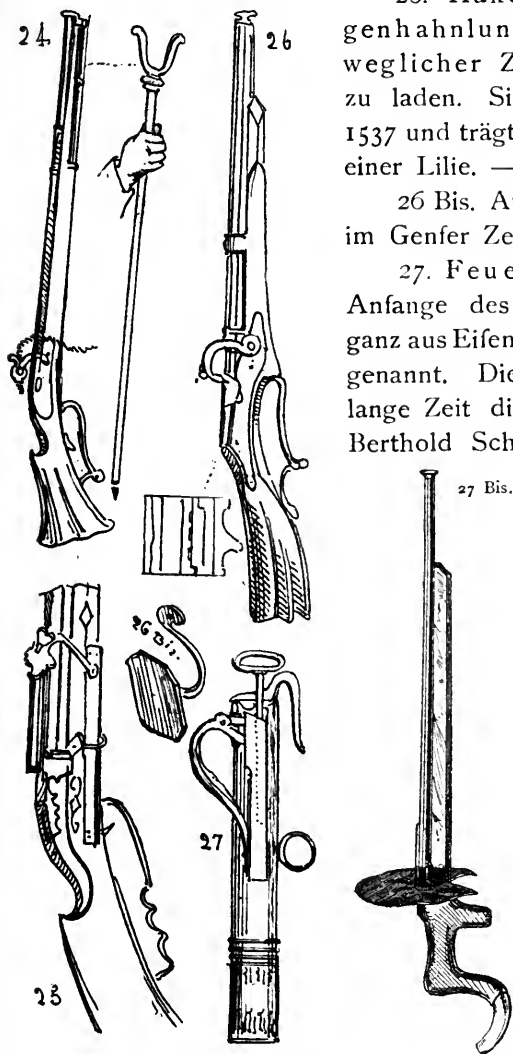 24
26
genhahnlun
weglicher Z
zu laden. Si
1537 und trägt
einer Lilie. —
26 Bis. A
im Genfer Ze
27. Feue
Anfange des
ganz aus Eiſen
genannt. Die
lange Zeit di
Berthold Sch
27 Bis.
26 Bis.
27
25